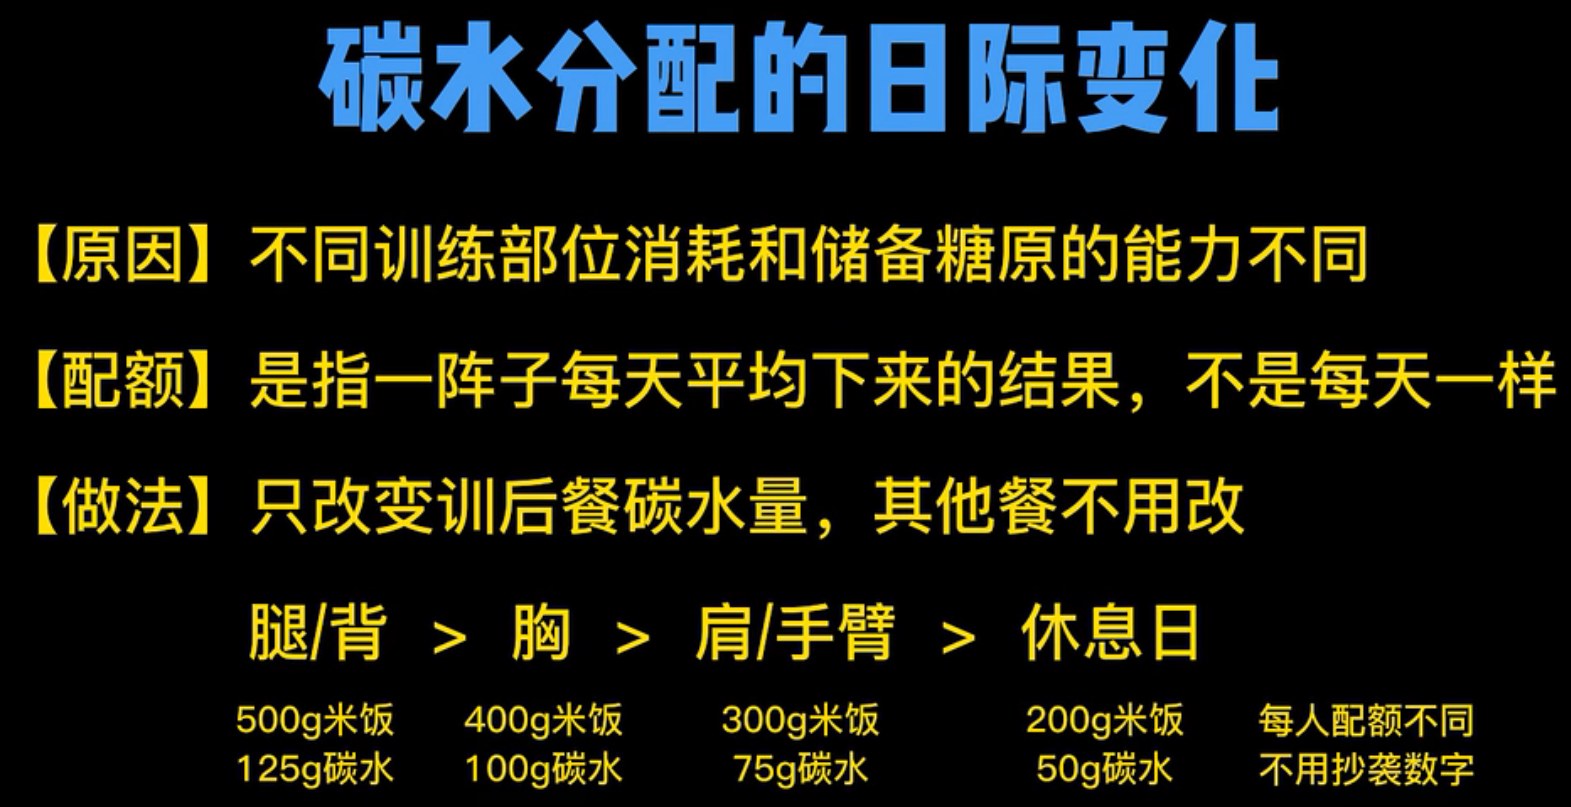 碳水分配的日际变化
【原因】不同训练部位消耗和储备糖原的能力不同
【配额】是指一阵子每天平均下来的结果，不是每天一样
【做法】只改变训后餐碳水量，其他餐不用改
腿/背 > 胸 > 肩/手臂 > 休息日
500g米饭 400g米饭 300g米饭 200g米饭 每人配额不同
125g碳水 100g碳水 75g碳水 50g碳水 不用抄袭数字